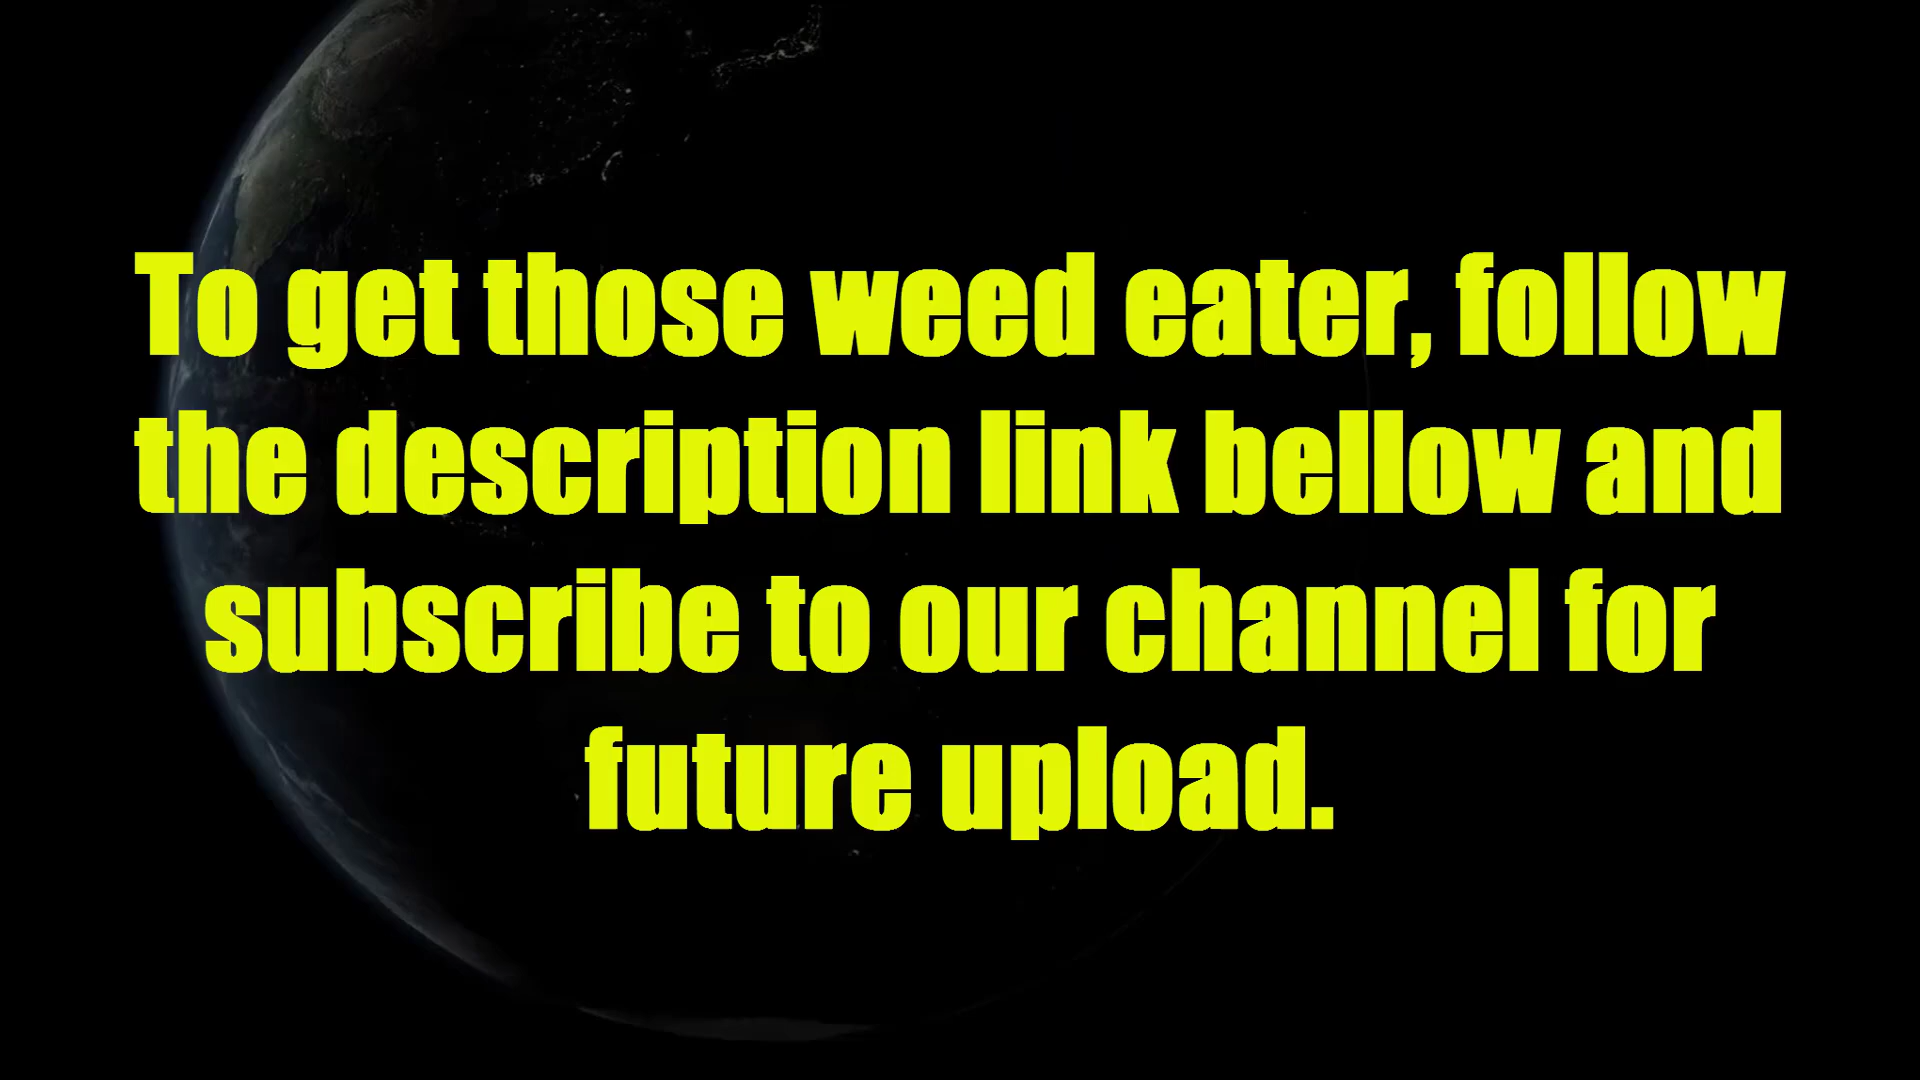 To get those weed eater, follow
the description link bellow and
subscribe to our channel for
future upload.